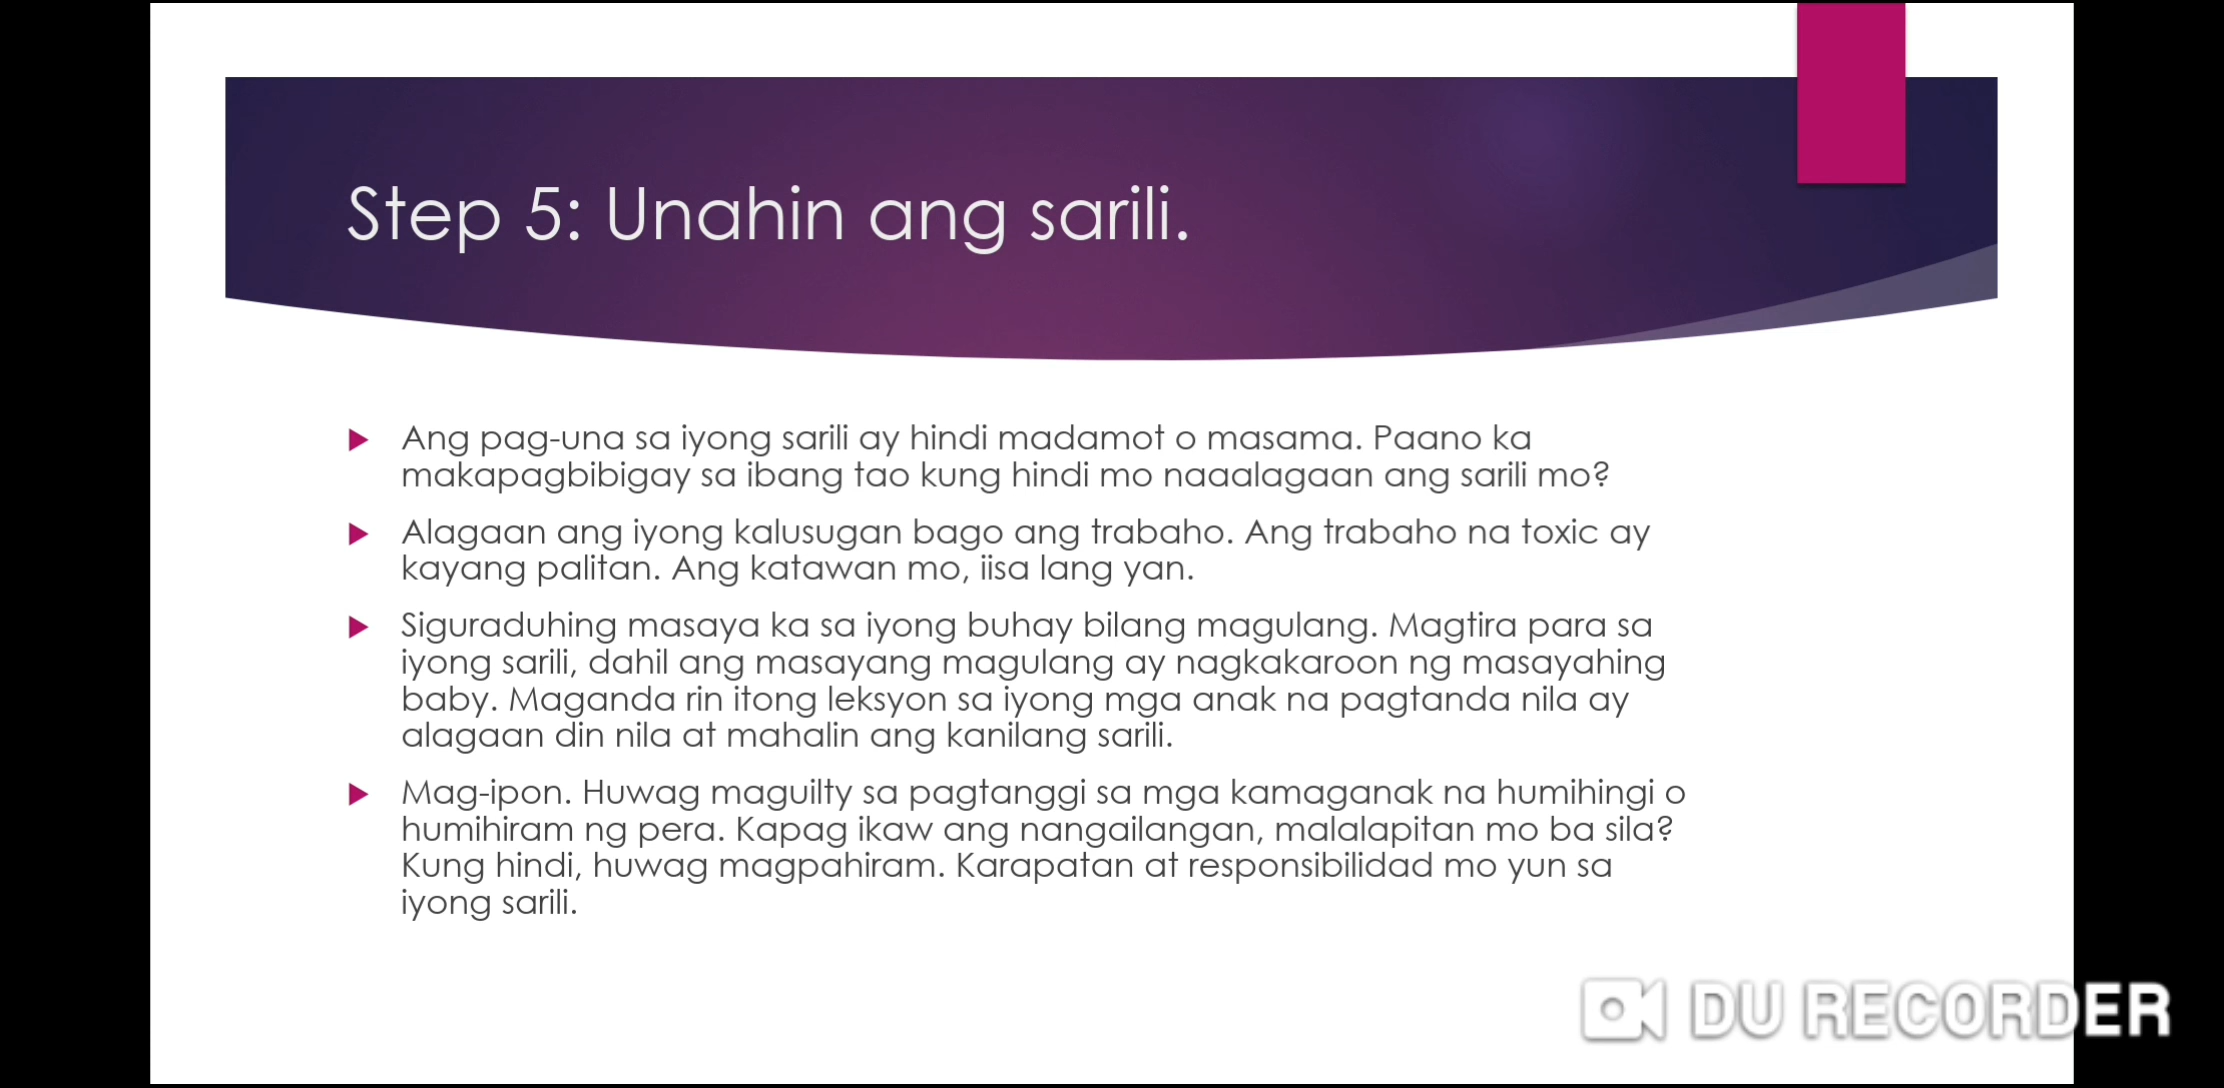 Step 5: Unahin ang sarili.
Ang pag-una sa iyong sarili ay hindi madamot o masama. Paano ka
makapagbibigay sa ibang tao kung hindi mo naaalagaan ang sarili mo?
Alagaan ang iyong kalusugan bago ang trabaho. Ang trabaho na toxic ay
kayang palitan. Ang katawan mo, iisa lang yan.
Siguraduhing masaya ka sa iyong buhay bilang magulang. Magtira para sa
iyong sarili, dahil ang masayang magulang ay nagkakaroon ng masayahing
baby. Maganda rin itong leksyon sa iyong mga anak na pagtanda nila ay
alagaan din nila at mahalin ang kanilang sarili.
Mag-ipon. Huwag maguilty sa pagtanggi sa mga kamaganak na humihingi o
humihiram ng pera. Kapag ikaw ang nangailangan, malalapitan mo ba sila?
Kung hindi, huwag magpahiram. Karapatan at responsibilidad mo yun sa
iyong sarili.
DU RECORDER